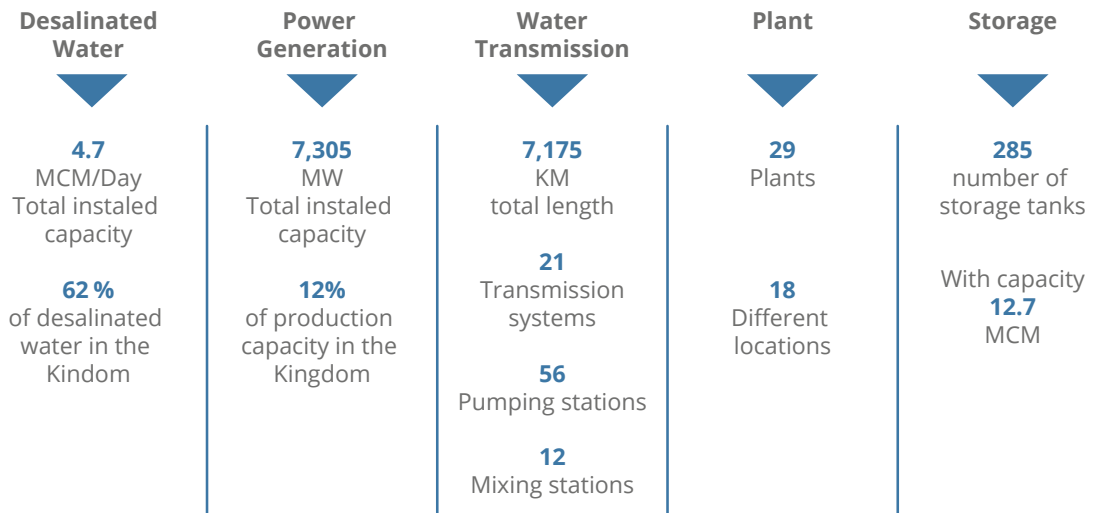 Desalinated
Water
4.7
MCM/Day
Total instaled
capacity
62 %
of desalinated
water in the
Kindom
Power
Generation
7,305
MW
Total instaled
capacity
12%
of production
capacity in the
Kingdom
Water
Transmission
7,175
KM
total length
21
Transmission
systems
56
Pumping stations
12
Mixing stations
Plant
29
Plants
18
Different
locations
Storage
285
number of
storage tanks
With capacity
12.7
MCM